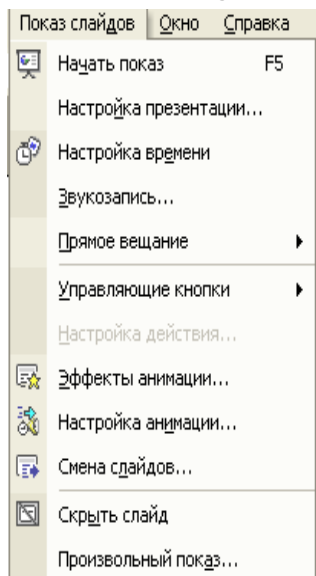 Показ слайдов Окно Справка
Начать показ F5
Настройка презентации...
Настройка времени
Звукозапись...
Прямое вещание
Управляющие кнопки
Настройка действия...
Эффекты анимации...
Настройка анимации...
Смена слайдов...
Скрыть слайд
Произвольный показ...